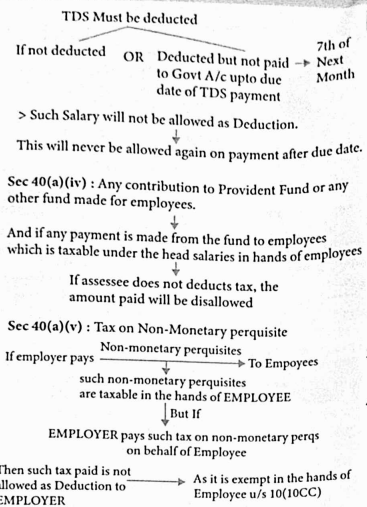 TDS Must be deducted
If not deducted OR Deducted but not paid → 7th of
to Govt A/c upto due Next
date of TDS payment Month
> Such Salary will not be allowed as Deduction.
This will never be allowed again on payment after due date.
Sec 40(a)(iv) : Any contribution to Provident Fund or any
other fund made for employees.
And if any payment is made from the fund to employees
which is taxable under the head salaries in hands of employees
If assessee does not deducts tax, the
amount paid will be disallowed
Sec 40(a)(v) : Tax on Non-Monetary perquisite
Non-monetary perquisites
If employer pays → To Empoyees
such non-monetary perquisites
are taxable in the hands of EMPLOYEE
But If
EMPLOYER pays such tax on non-monetary perqs
on behalf of Employee
Then such tax paid is not
allowed as Deduction to
EMPLOYER
→ As it is exempt in the hands of
Employee u/s 10(10CC)